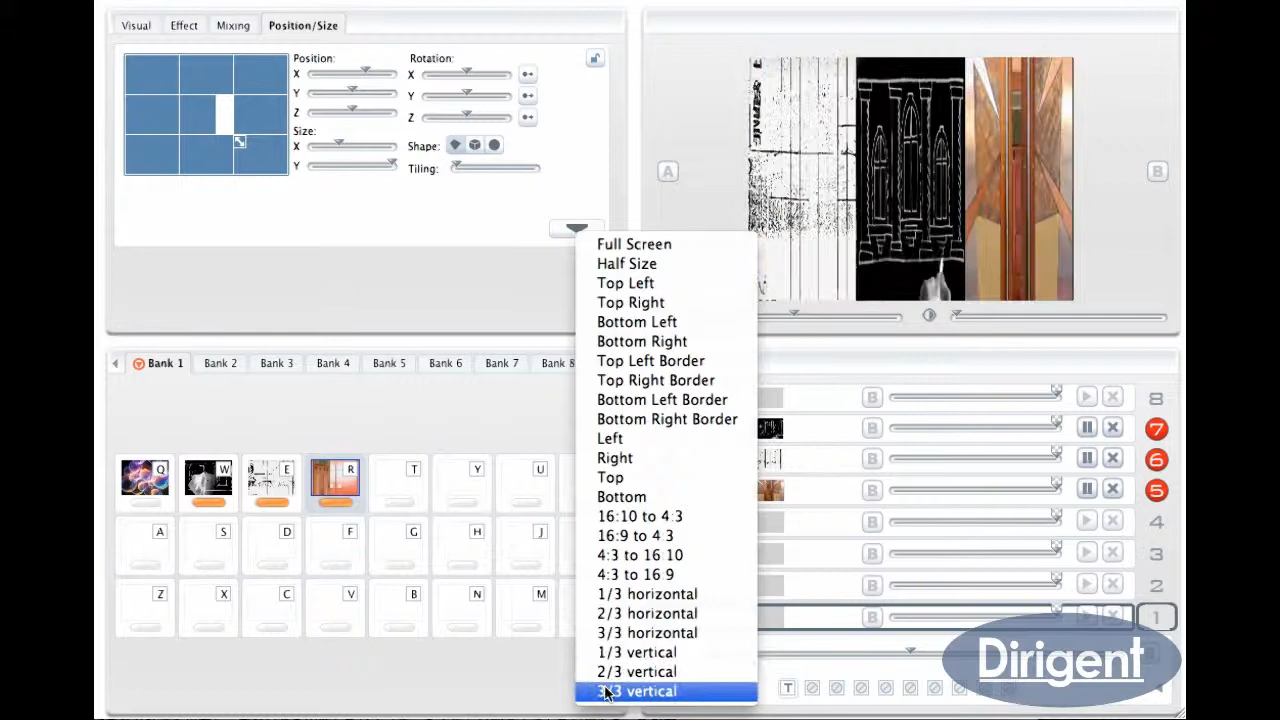 Visual Effect Mixing Position/Size
Position: Rotation:
X X
Y Y
Z Z
Size:
X Shape:
Y Tiling:
A B
Full Screen
Half Size
Top Left
Top Right
Bottom Left
Bottom Right
Top Left Border
Top Right Border
Bottom Left Border
Bottom Right Border
Left
Right
Top
Bottom
16:10 to 4:3
16:9 to 4:3
4:3 to 16 10
4:3 to 16 9
1/3 horizontal
2/3 horizontal
3/3 horizontal
1/3 vertical
2/3 vertical
3/3 vertical
Bank 1 Bank 2 Bank 3 Bank 4 Bank 5 Bank 6 Bank 7 Bank 8
Q W E R T Y U
A S D F G H J
Z X C V B N M
B 8
B 7
B 6
B 5
B 4
B 3
B 2
B 1
T
Dirigent